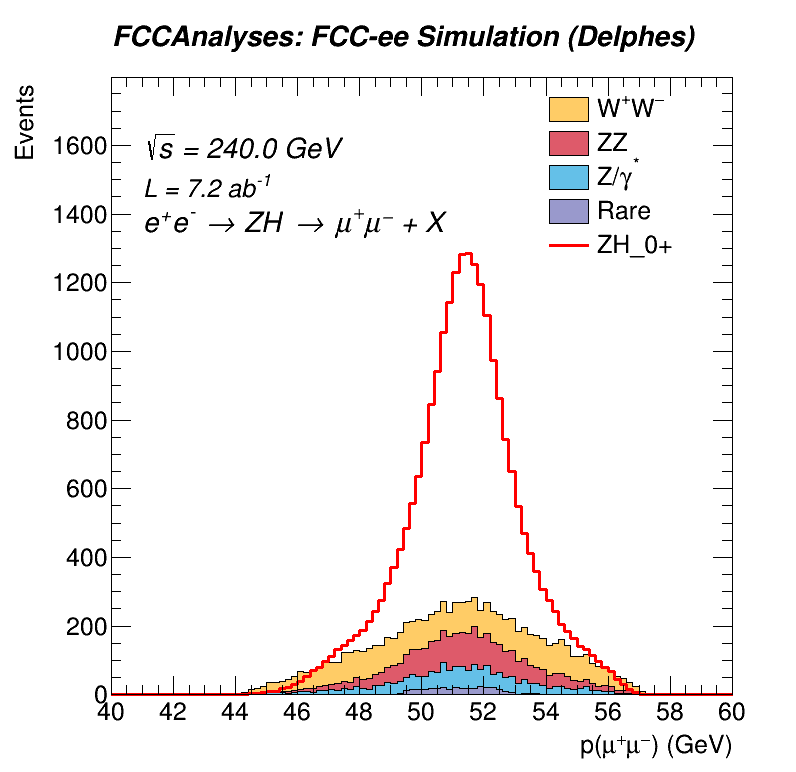 FCCAnalyses: FCC-ee Simulation (Delphes)
Events
√s = 240.0 GeV
L = 7.2 ab⁻¹
e⁺e⁻ → ZH → μ⁺μ⁻ + X
W⁺W⁻
ZZ
Z/γ*
Rare
ZH_0+
1600
1400
1200
1000
800
600
400
200
0
40 42 44 46 48 50 52 54 56 58 60
p(μ⁺μ⁻) (GeV)